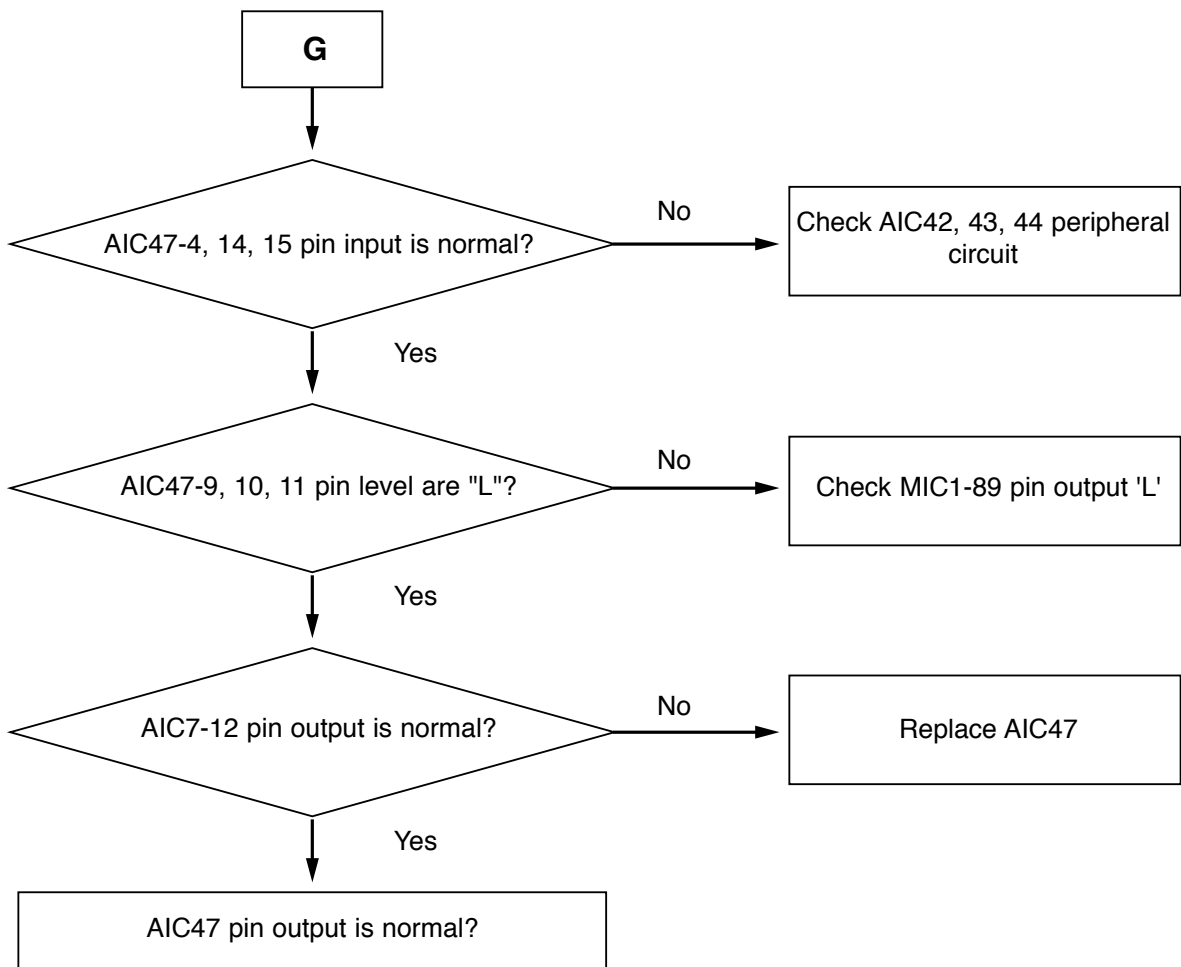 G
AIC47-4, 14, 15 pin input is normal?
No
Check AIC42, 43, 44 peripheral
circuit
Yes
AIC47-9, 10, 11 pin level are "L"?
No
Check MIC1-89 pin output 'L'
Yes
AIC7-12 pin output is normal?
No
Replace AIC47
Yes
AIC47 pin output is normal?